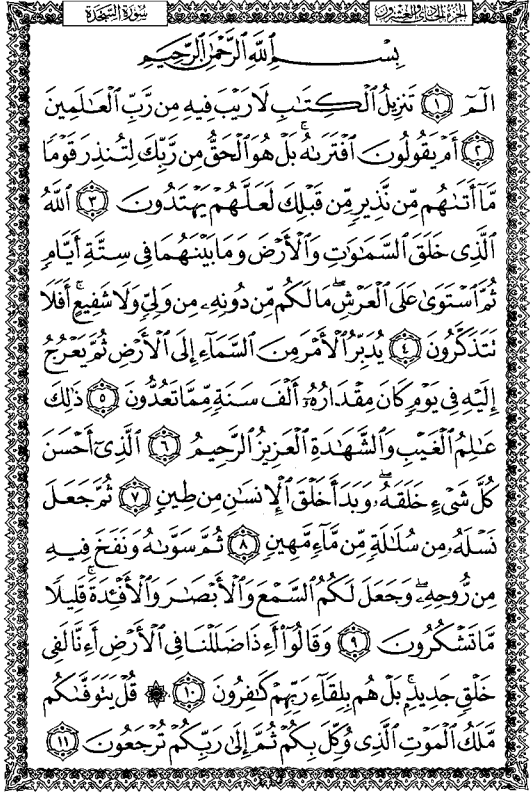 الجزء الحادي والعشرون
سورة السجدة
بِسْمِ ٱللَّهِ ٱلرَّحْمَٰنِ ٱلرَّحِيمِ
الٓمٓ ١ تَنزِيلُ ٱلْكِتَٰبِ لَا رَيْبَ فِيهِ مِن رَّبِّ ٱلْعَٰلَمِينَ
٢ أَمْ يَقُولُونَ ٱفْتَرَىٰهُ ۚ بَلْ هُوَ ٱلْحَقُّ مِن رَّبِّكَ لِتُنذِرَ قَوْمًا
مَّآ أَتَىٰهُم مِّن نَّذِيرٍ مِّن قَبْلِكَ لَعَلَّهُمْ يَهْتَدُونَ ٣ ٱللَّهُ
ٱلَّذِى خَلَقَ ٱلسَّمَٰوَٰتِ وَٱلْأَرْضَ وَمَا بَيْنَهُمَا فِى سِتَّةِ أَيَّامٍ
ثُمَّ ٱسْتَوَىٰ عَلَى ٱلْعَرْشِ ۖ مَا لَكُم مِّن دُونِهِۦ مِن وَلِىٍّ وَلَا شَفِيعٍ ۚ أَفَلَا
تَتَذَكَّرُونَ ٤ يُدَبِّرُ ٱلْأَمْرَ مِنَ ٱلسَّمَآءِ إِلَى ٱلْأَرْضِ ثُمَّ يَعْرُجُ
إِلَيْهِ فِى يَوْمٍ كَانَ مِقْدَارُهُۥٓ أَلْفَ سَنَةٍ مِّمَّا تَعُدُّونَ ٥ ذَٰلِكَ
عَٰلِمُ ٱلْغَيْبِ وَٱلشَّهَٰدَةِ ٱلْعَزِيزُ ٱلرَّحِيمُ ٦ ٱلَّذِىٓ أَحْسَنَ
كُلَّ شَىْءٍ خَلَقَهُۥ ۖ وَبَدَأَ خَلْقَ ٱلْإِنسَٰنِ مِن طِينٍ ٧ ثُمَّ جَعَلَ
نَسْلَهُۥ مِن سُلَٰلَةٍ مِّن مَّآءٍ مَّهِينٍ ٨ ثُمَّ سَوَّىٰهُ وَنَفَخَ فِيهِ
مِن رُّوحِهِۦ ۖ وَجَعَلَ لَكُمُ ٱلسَّمْعَ وَٱلْأَبْصَٰرَ وَٱلْأَفْـِٔدَةَ ۚ قَلِيلًا
مَّا تَشْكُرُونَ ٩ وَقَالُوٓا۟ أَءِذَا ضَلَلْنَا فِى ٱلْأَرْضِ أَءِنَّا لَفِى
خَلْقٍ جَدِيدٍۭ ۚ بَلْ هُم بِلِقَآءِ رَبِّهِمْ كَٰفِرُونَ ١٠ ۞ قُلْ يَتَوَفَّىٰكُم
مَّلَكُ ٱلْمَوْتِ ٱلَّذِى وُكِّلَ بِكُمْ ثُمَّ إِلَىٰ رَبِّكُمْ تُرْجَعُونَ ١١